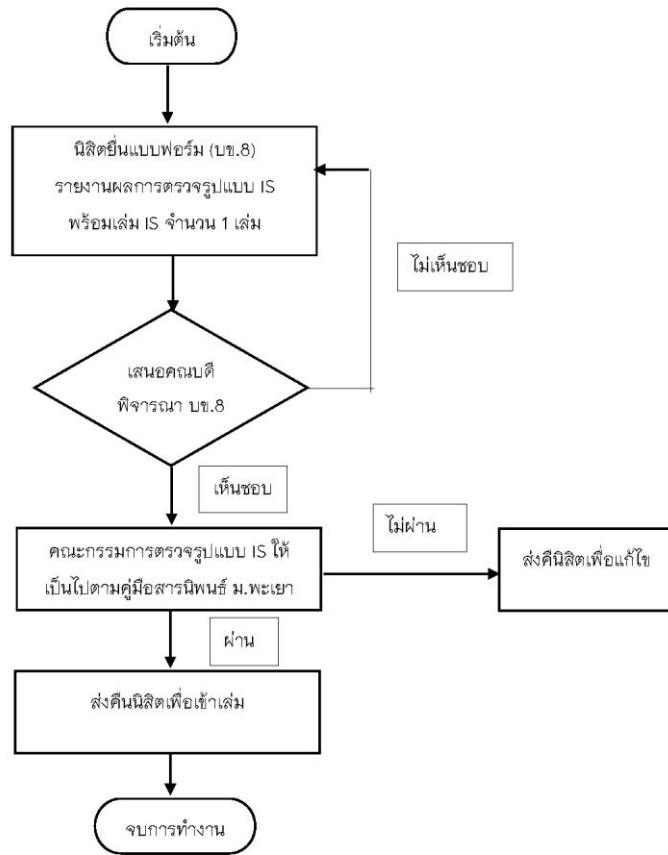 เริ่มต้น
นิสิตยื่นแบบฟอร์ม (บข.8)
รายงานผลการตรวจรูปแบบ IS
พร้อมเล่ม IS จำนวน 1 เล่ม
ไม่เห็นชอบ
เสนอคณบดี
พิจารณา บข.8
เห็นชอบ
คณะกรรมการตรวจรูปแบบ IS ให้
เป็นไปตามคู่มือสารนิพนธ์ ม.พะเยา
ไม่ผ่าน
ส่งคืนิสิตเพื่อแก้ไข
ผ่าน
ส่งคืนนิสิตเพื่อเข้าเล่ม
จบการทำงาน